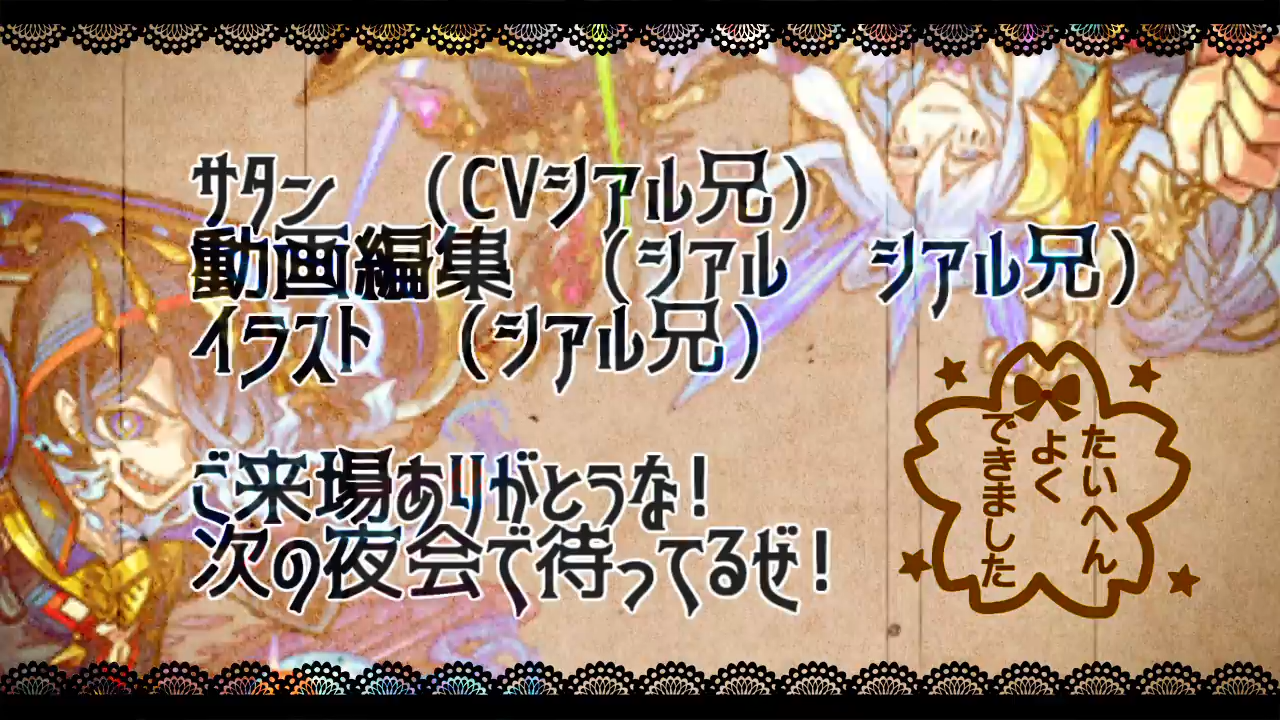 サタン　（CVシアル兄）
動画編集　（シアル　シアル兄）
イラスト　（シアル兄）
ご来場ありがとうな！
次の夜会で待ってるぜ！
たいへん
よく
できました